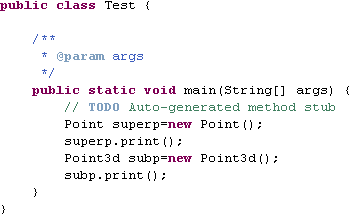 public class Test {
/**
* @param args
*/
public static void main(String[] args) {
// TODO Auto-generated method stub
Point superp=new Point();
superp.print();
Point3d subp=new Point3d();
subp.print();
}
}